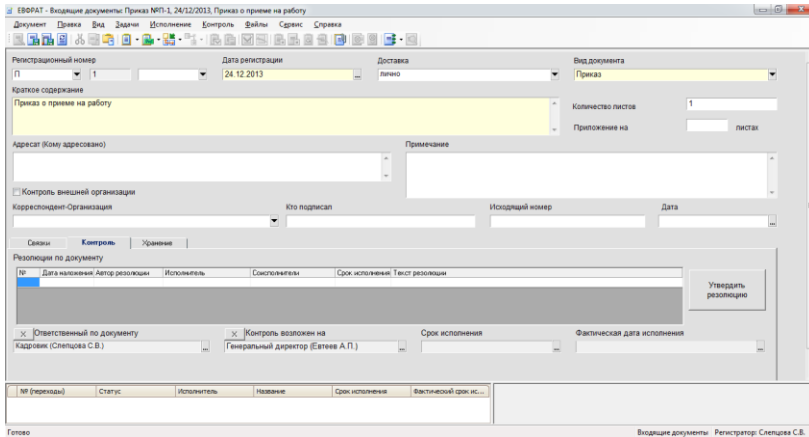 ЕВФРАТ - Входящие документы: Приказ №П-1, 24/12/2013, Приказ о приеме на работу
Документ Правка Вид Задачи Исполнение Контроль Файлы Сервис Справка
Регистрационный номер Дата регистрации Доставка Вид документа
П 1 24.12.2013 лично Приказ
Краткое содержание
Приказ о приеме на работу
Количество листов 1
Приложение на листах
Адресат (Кому адресовано) Примечание
Контроль внешней организации
Корреспондент-Организация Кто подписал Исходящий номер Дата
Связки Контроль Хранение
Резолюции по документу
№ Дата наложения Автор резолюции Исполнитель Соисполнители Срок исполнения Текст резолюции
Утвердить
резолюцию
Ответственный по документу Контроль возложен на Срок исполнения Фактическая дата исполнения
Кадровик (Слепцова С.В.) ... Генеральный директор (Евтеев А.П.) ... ... ...
№ (переходы) Статус Исполнитель Название Срок исполнения Фактический срок ис...
Готово Входящие документы Регистратор: Слепцова С.В.